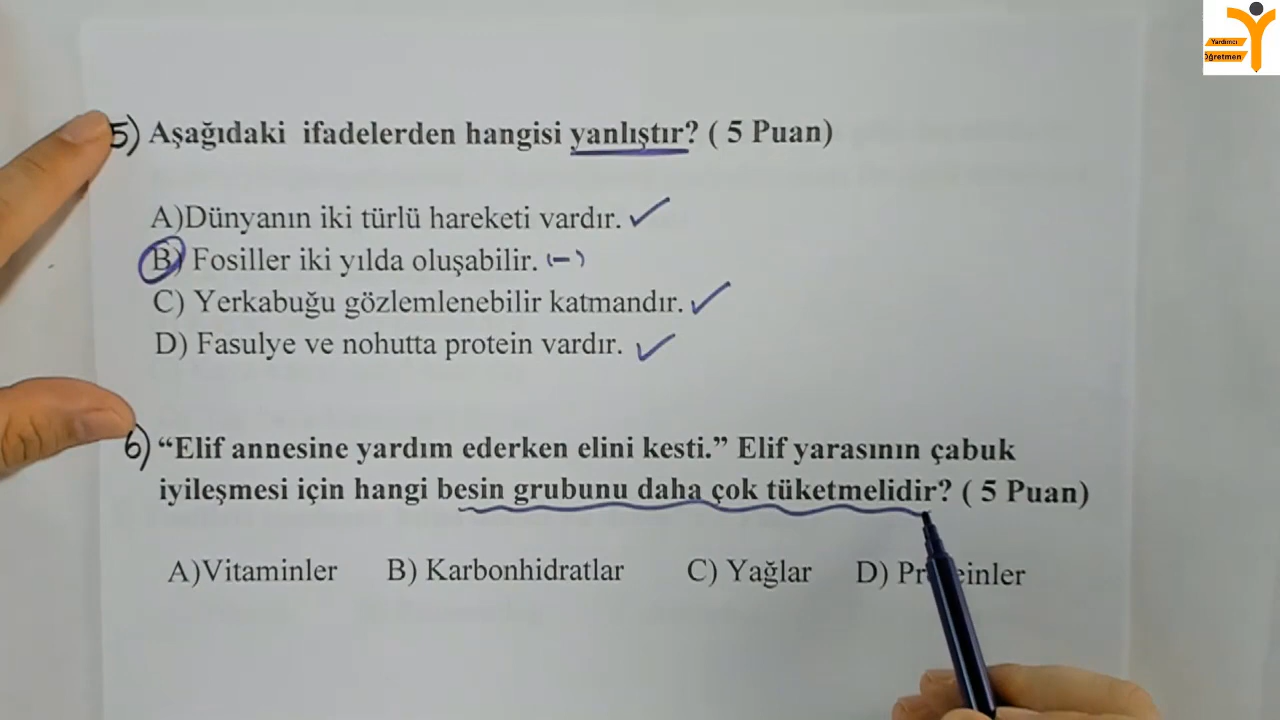 Yardımcı
Öğretmen
5) Aşağıdaki ifadelerden hangisi yanlıştır? ( 5 Puan)
A)Dünyanın iki türlü hareketi vardır.
B) Fosiller iki yılda oluşabilir. (-)
C) Yerkabuğu gözlemlenebilir katmandır.
D) Fasulye ve nohutta protein vardır.
6) “Elif annesine yardım ederken elini kesti.” Elif yarasının çabuk
iyileşmesi için hangi besin grubunu daha çok tüketmelidir? ( 5 Puan)
A)Vitaminler B) Karbonhidratlar C) Yağlar D) Proteinler